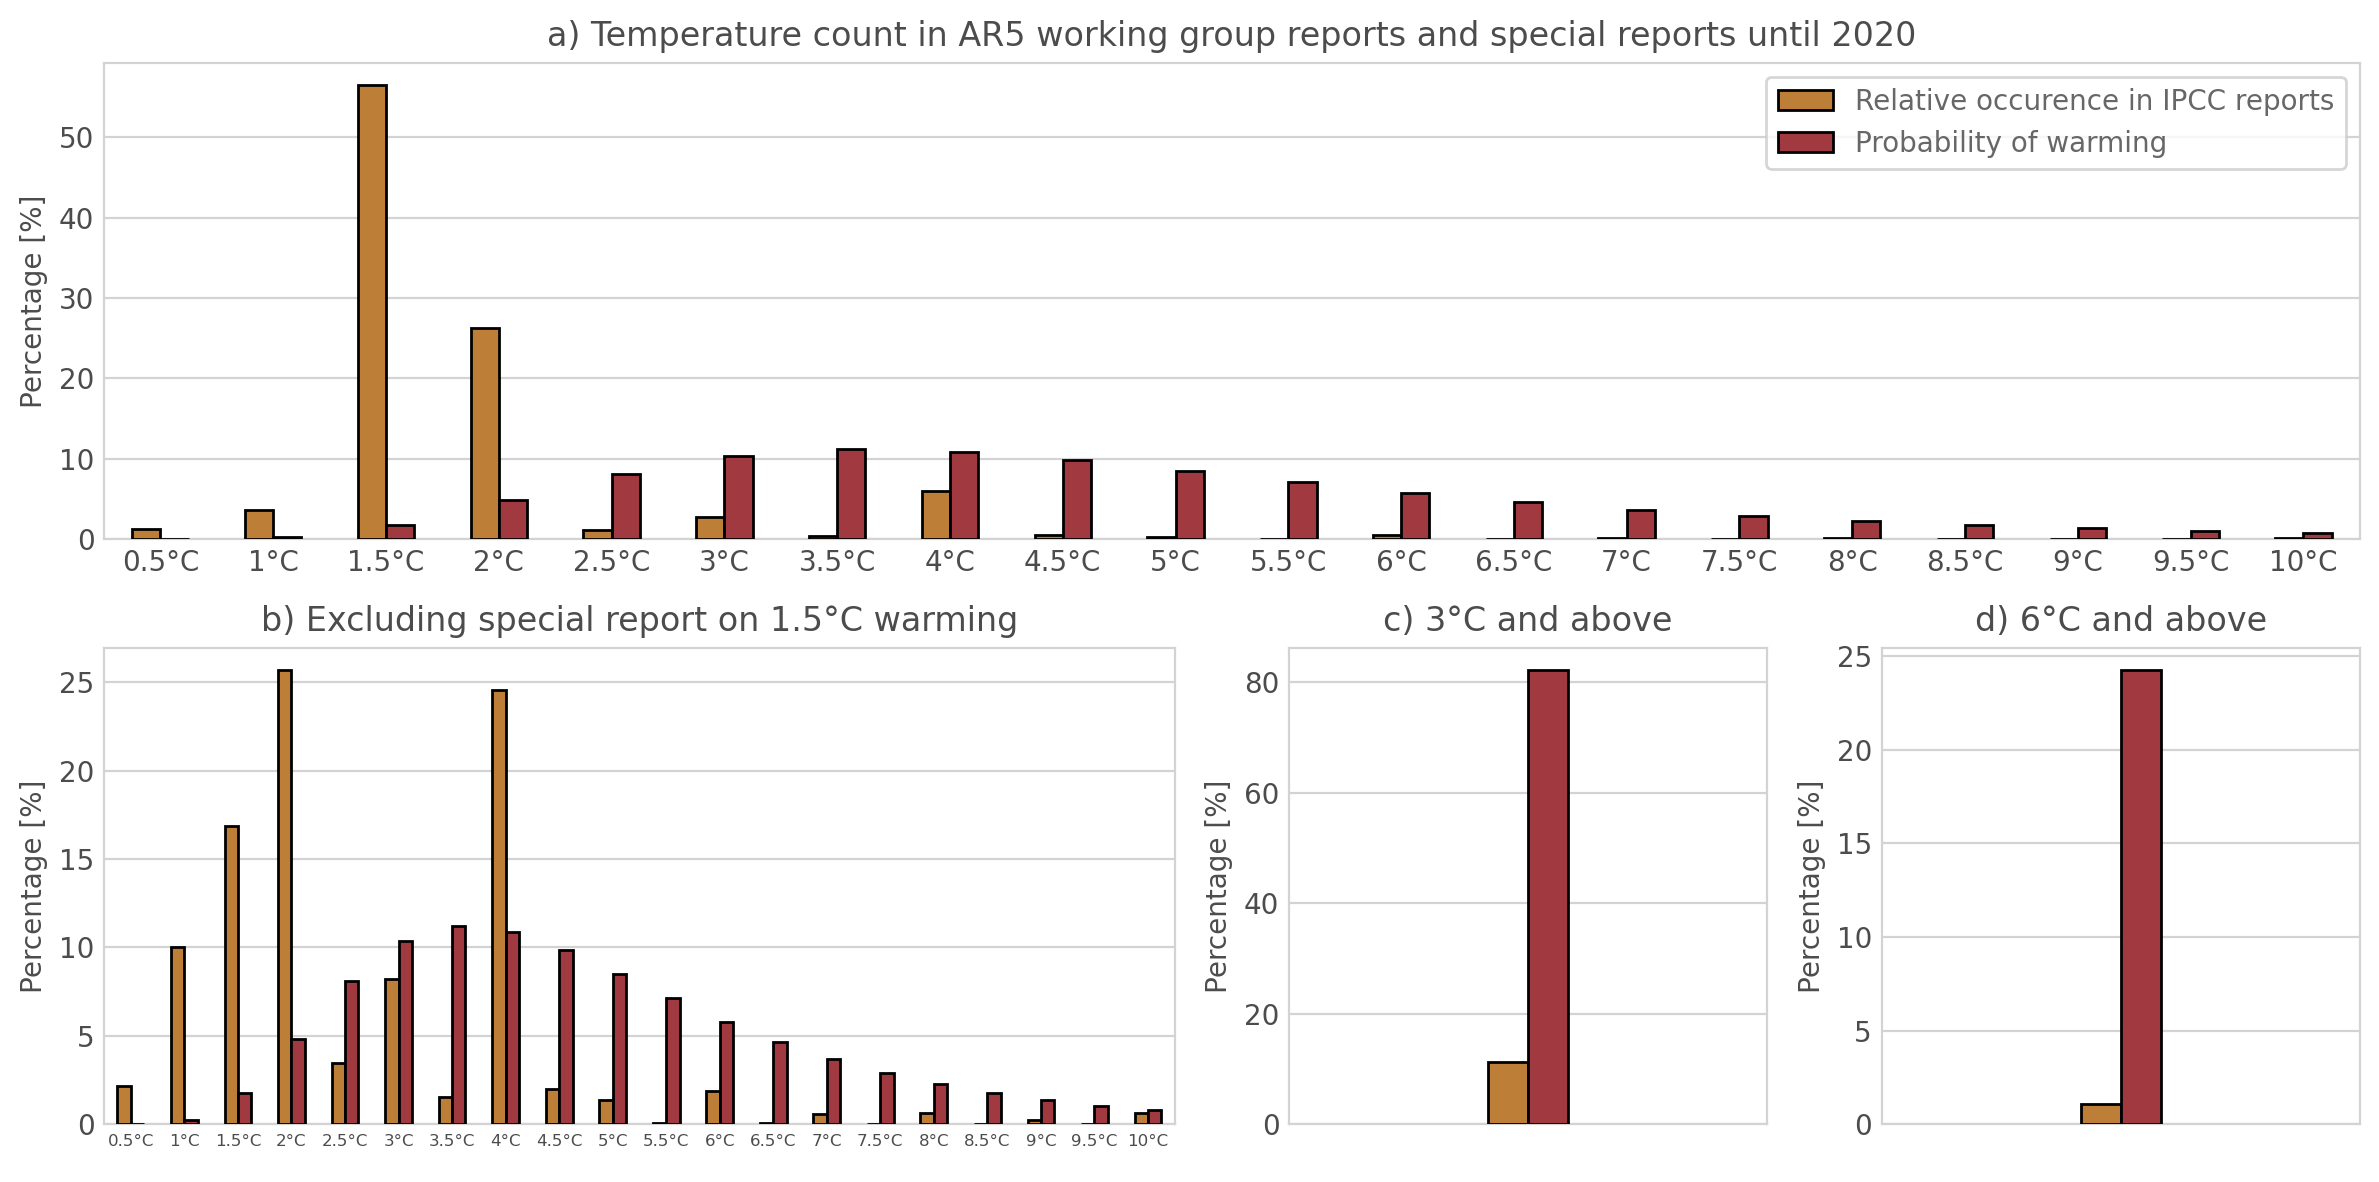 a) Temperature count in AR5 working group reports and special reports until 2020
Percentage [%]
50
40
30
20
10
0
Relative occurence in IPCC reports
Probability of warming
0.5°C 1°C 1.5°C 2°C 2.5°C 3°C 3.5°C 4°C 4.5°C 5°C 5.5°C 6°C 6.5°C 7°C 7.5°C 8°C 8.5°C 9°C 9.5°C 10°C
b) Excluding special report on 1.5°C warming
Percentage [%]
25
20
15
10
5
0
0.5°C 1°C 1.5°C 2°C 2.5°C 3°C 3.5°C 4°C 4.5°C 5°C 5.5°C 6°C 6.5°C 7°C 7.5°C 8°C 8.5°C 9°C 9.5°C 10°C
c) 3°C and above
Percentage [%]
80
60
40
20
0
d) 6°C and above
Percentage [%]
25
20
15
10
5
0